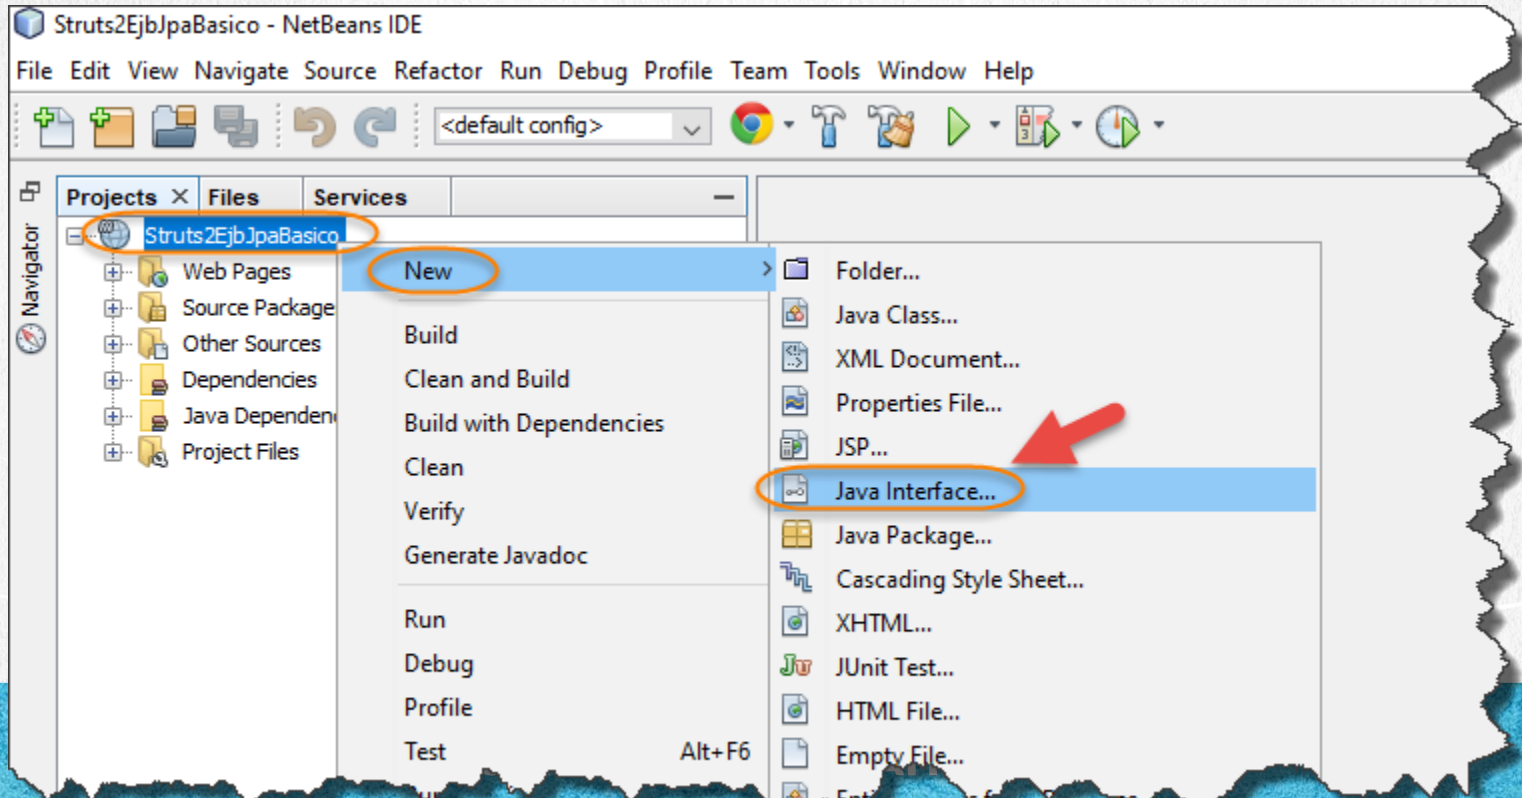 Struts2EjbJpaBasico - NetBeans IDE
File Edit View Navigate Source Refactor Run Debug Profile Team Tools Window Help
<default config>
Projects Files Services
Navigator
Struts2EjbJpaBasico
Web Pages
Source Package
Other Sources
Dependencies
Java Dependen
Project Files
New
Build
Clean and Build
Build with Dependencies
Clean
Verify
Generate Javadoc
Run
Debug
Profile
Test Alt+F6
Folder...
Java Class...
XML Document...
Properties File...
JSP...
Java Interface...
Java Package...
Cascading Style Sheet...
XHTML...
JUnit Test...
HTML File...
Empty File...